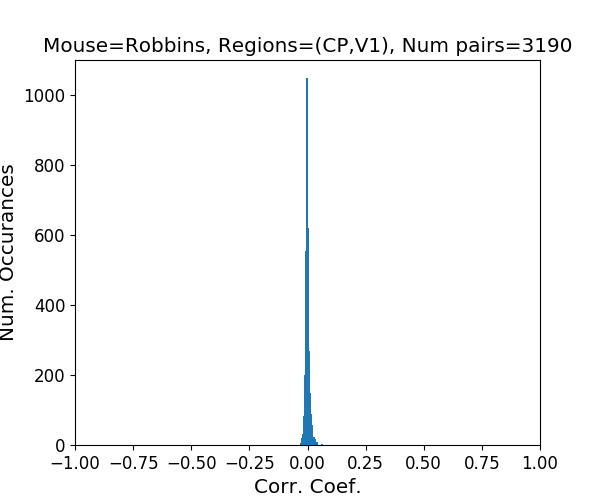 Mouse=Robbins, Regions=(CP,V1), Num pairs=3190
1000
800
600
400
200
0
Num. Occurances
−1.00 −0.75 −0.50 −0.25 0.00 0.25 0.50 0.75 1.00
Corr. Coef.